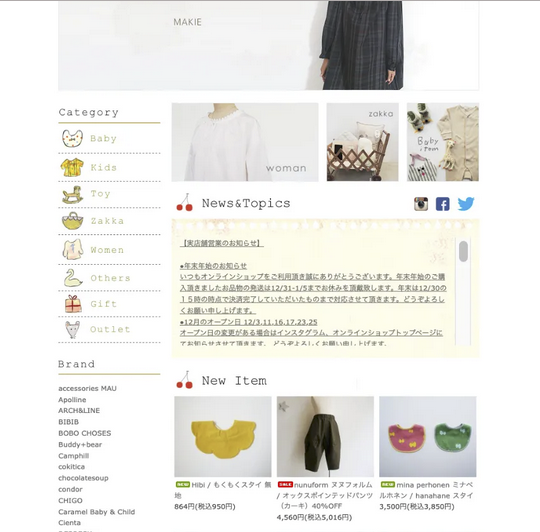 MAKIE
Category
Baby
Kids
Toy
Zakka
Women
Others
Gift
Outlet
Brand
accessories MAU
Apolline
ARCH&LINE
BIBIB
BOBO CHOSES
Buddy+bear
Camphill
cokitica
chocolatesoup
condor
CHIGO
Caramel Baby & Child
Cienta
woman
zakka
Baby
item
News&Topics
【実店舗営業のお知らせ】
●年末年始のお知らせ
いつもオンラインショップをご利用頂き誠にありがとうございます。年末年始のご購
入頂きましたお品物の発送は12/31-1/5までお休みを頂戴致します。年末は12/30の
１５時の時点で決済完了していただいたものまで対応させて頂きます。どうぞよろし
くお願い申し上げます。
●12月のオープン日 12/3,11,16,17,23,25
オープン日の変更がある場合はインスタグラム、オンラインショップトップページに
てお知らせさせて頂きます。どうぞよろしくお願い申し上げます。
New Item
NEW Hibi / もくもくスタイ 無
地
864円(税込950円)
SALE nunuform ヌヌフォルム
/ オックスポインテッドパンツ
（カーキ）40%OFF
4,560円(税込5,016円)
NEW mina perhonen ミナペ
ルホネン / hanahane スタイ
3,500円(税込3,850円)